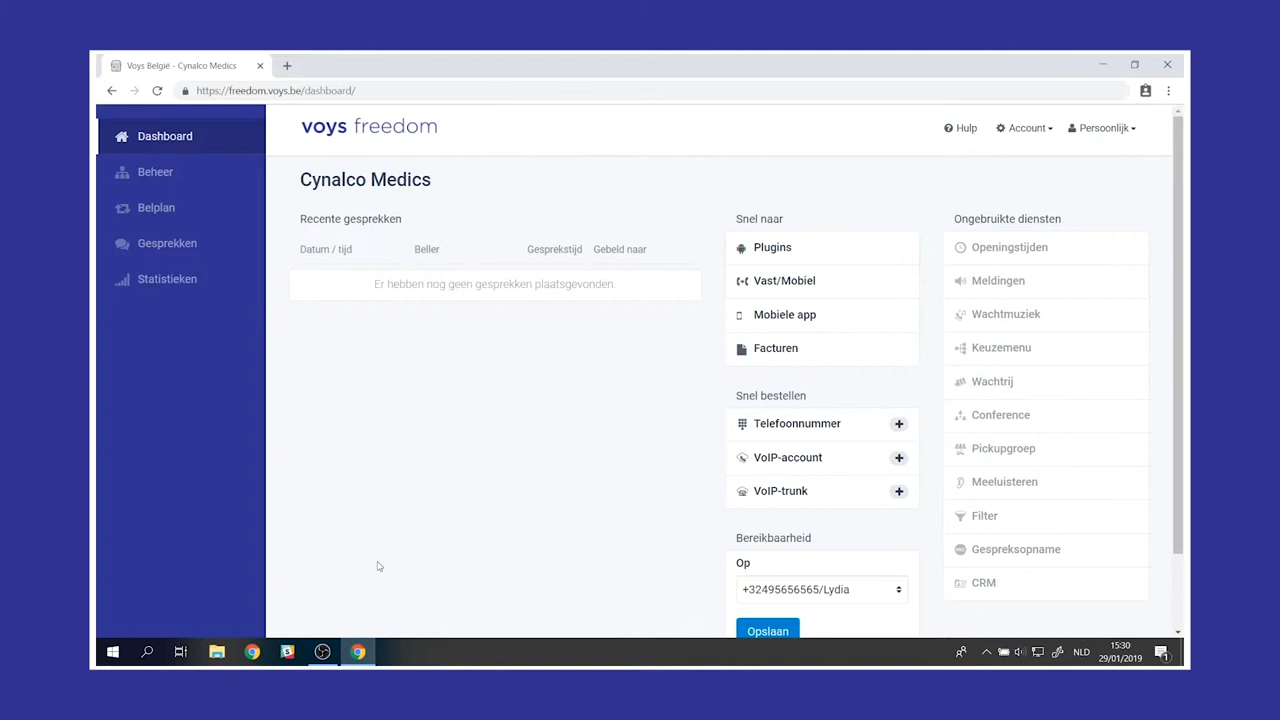 Voys België - Cynalco Medics
https://freedom.voys.be/dashboard/
Dashboard
Beheer
Belplan
Gesprekken
Statistieken
voys freedom
Help
Account
Persoonlijk
Cynalco Medics
Recente gesprekken
Datum / tijd
Beller
Gesprekstijd
Gebeld naar
Er hebben nog geen gesprekken plaatsgevonden.
Snel naar
Plugins
Vast/Mobiel
Mobiele app
Facturen
Snel bestellen
Telefoonnummer
VoIP-account
VoIP-trunk
Bereikbaarheid
Op
+32495656565/Lydia
Opslaan
Ongebruikte diensten
Openingstijden
Meldingen
Wachtmuziek
Keuzemenu
Wachtrij
Conference
Pickupgroep
Meeluisteren
Filter
Gespreksopname
CRM
NLD
15:30
29/01/2019
1